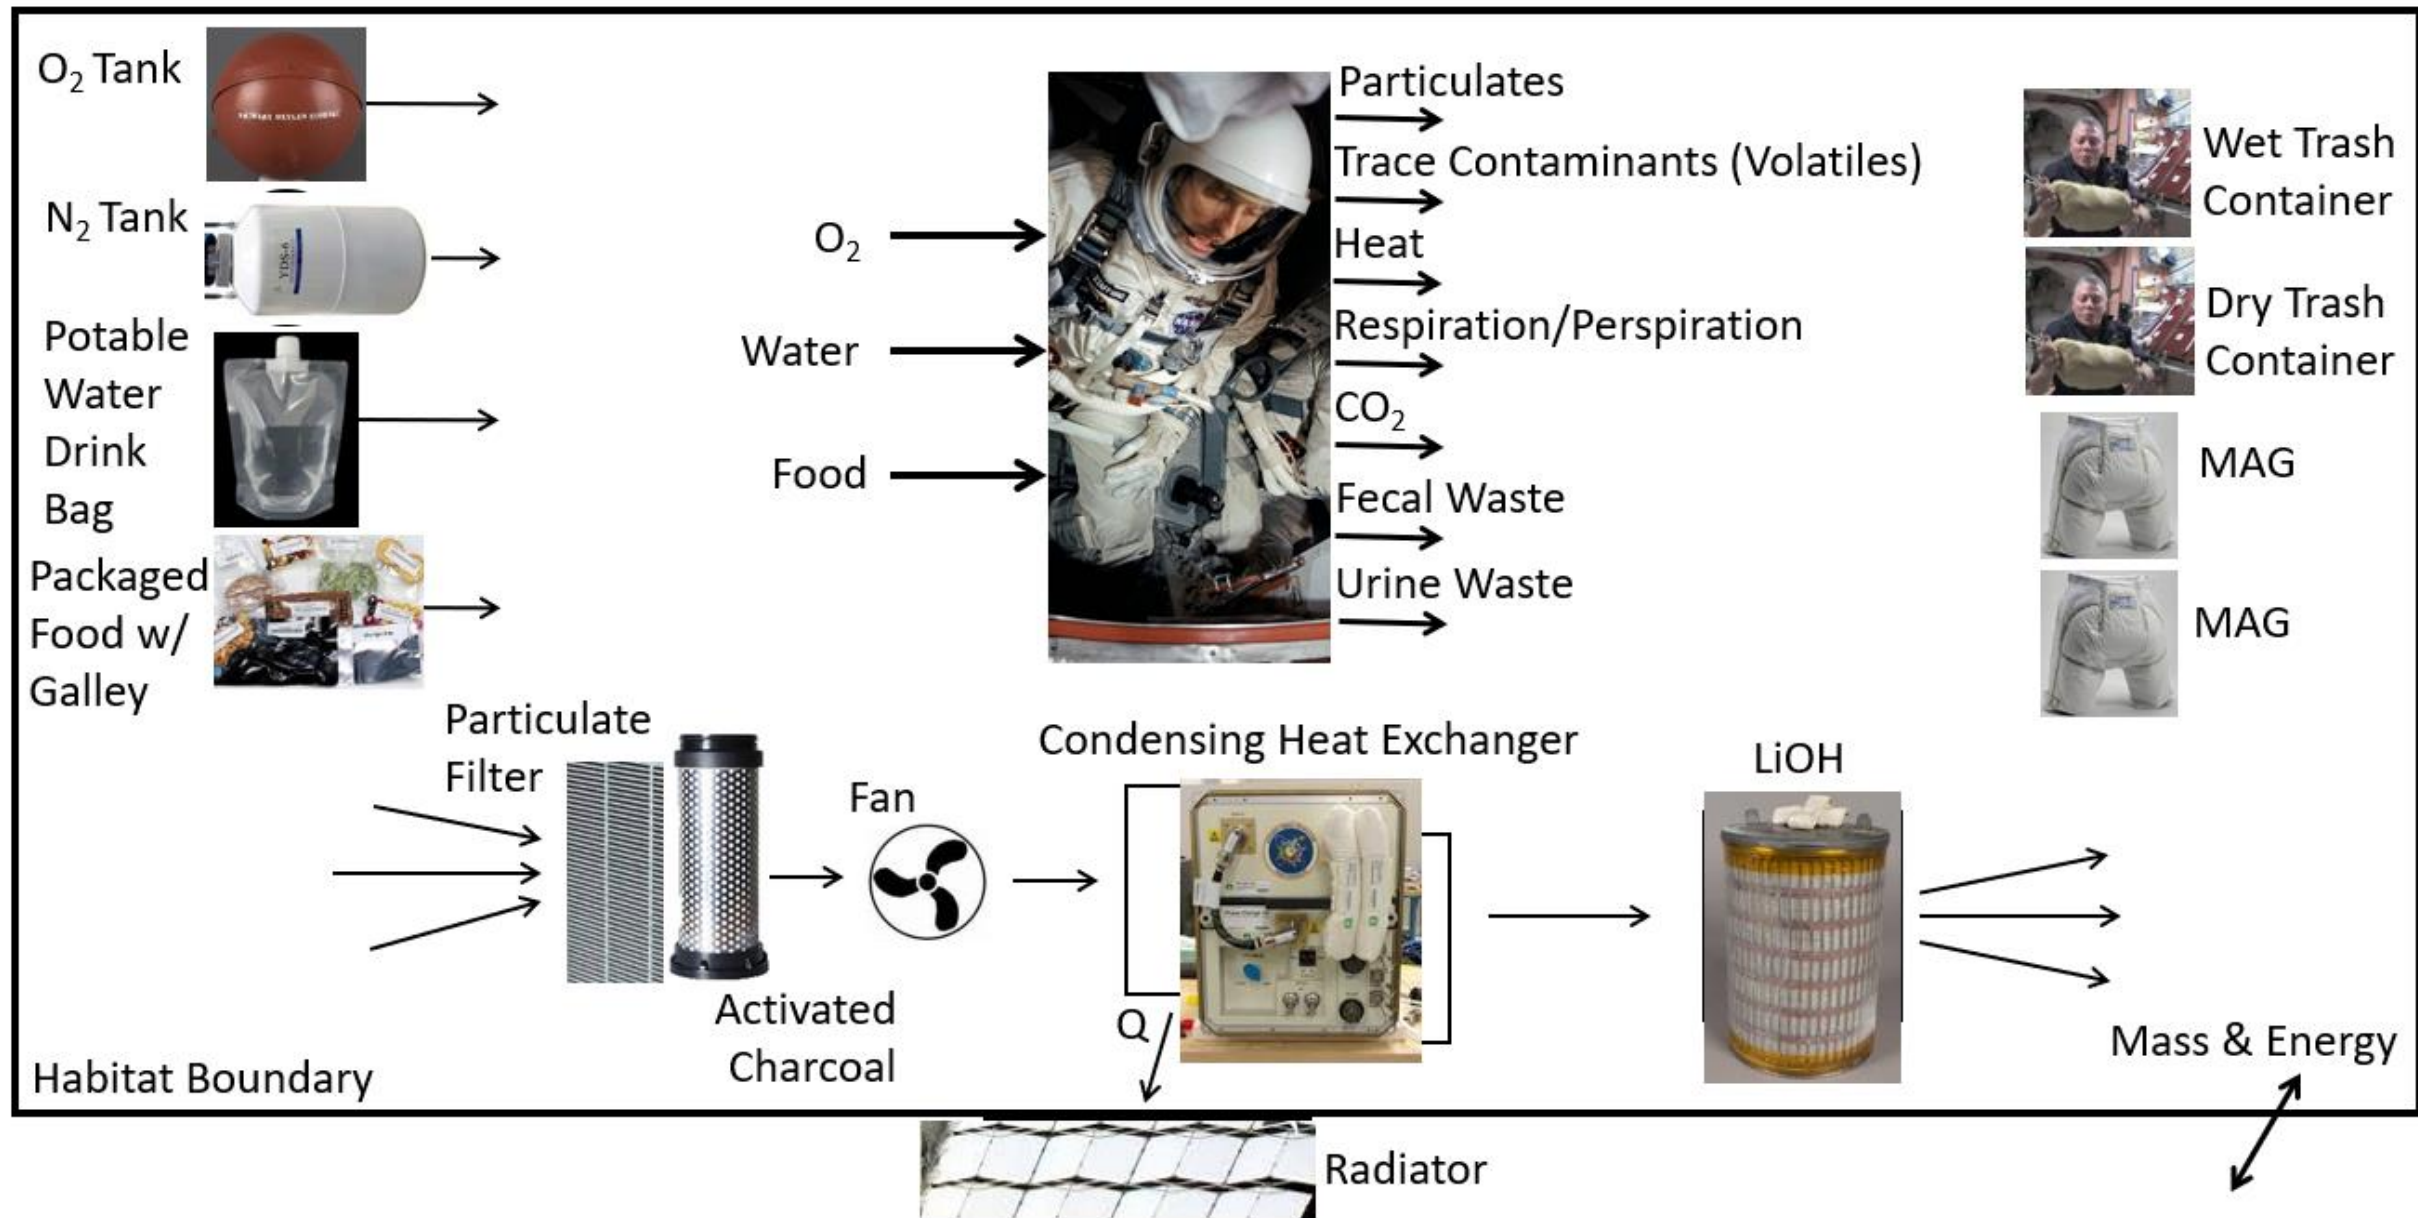 O₂ Tank
N₂ Tank
Potable
Water
Drink
Bag
Packaged
Food w/
Galley
YDS-6
O₂
Water
Food
Particulates
Trace Contaminants (Volatiles)
Heat
Respiration/Perspiration
CO₂
Fecal Waste
Urine Waste
Wet Trash
Container
Dry Trash
Container
MAG
MAG
Particulate
Filter
Activated
Charcoal
Fan
Condensing Heat Exchanger
Q
LiOH
Mass & Energy
Habitat Boundary
Radiator